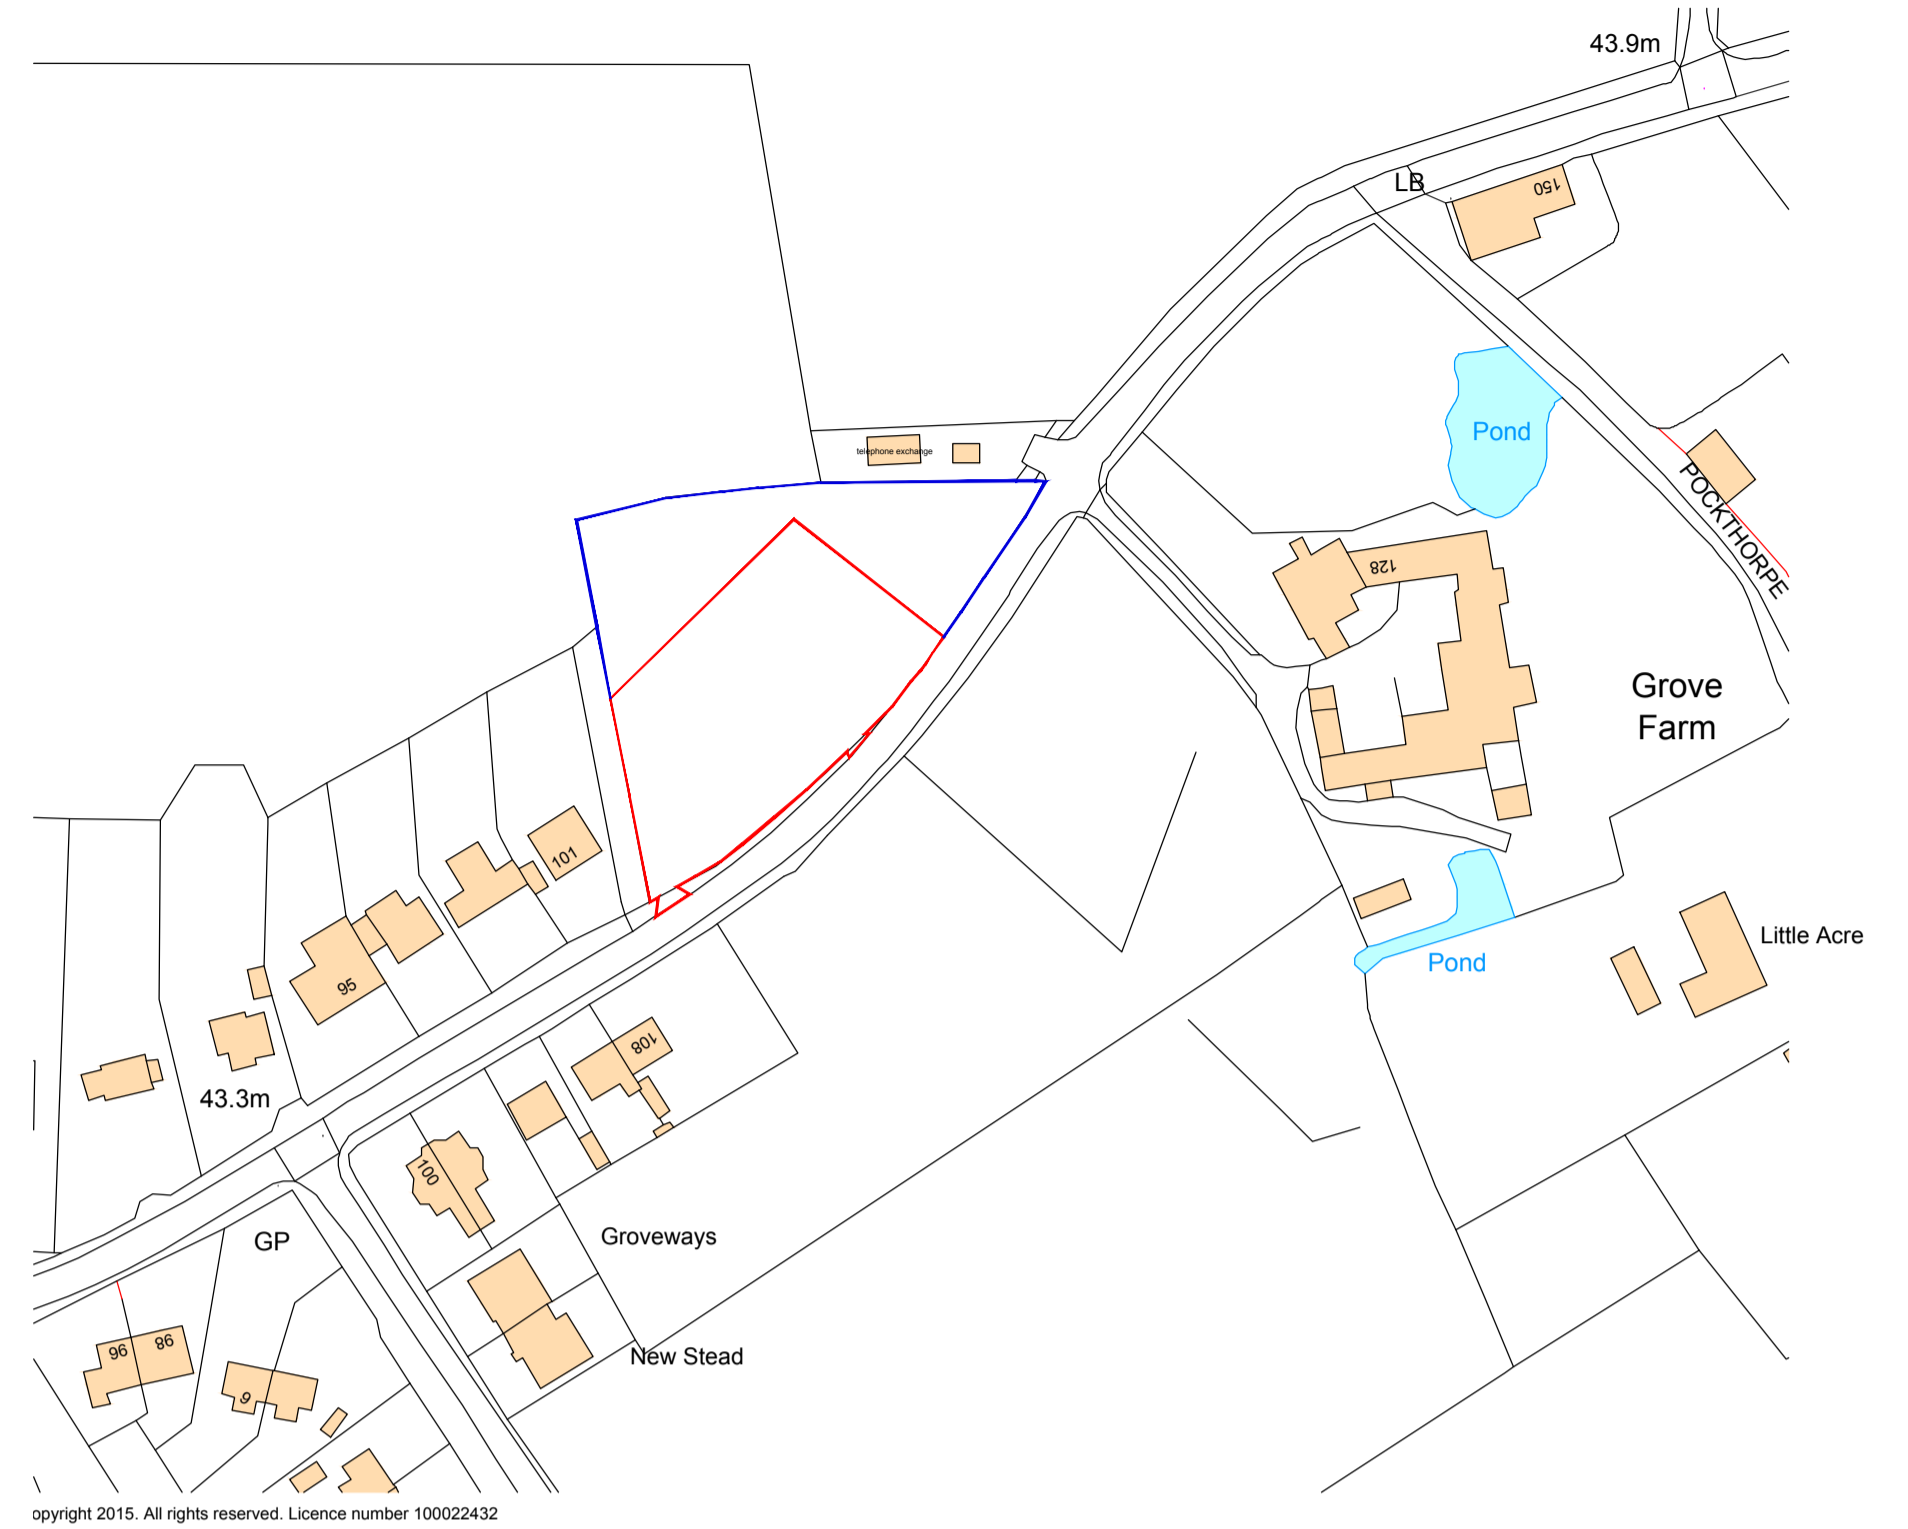 43.9m
LB
150
telephone exchange
Pond
POCKTHORPE
128
Grove
Farm
101
Little Acre
Pond
95
108
43.3m
100
Groveways
GP
New Stead
96
98
9
opyright 2015. All rights reserved. Licence number 100022432